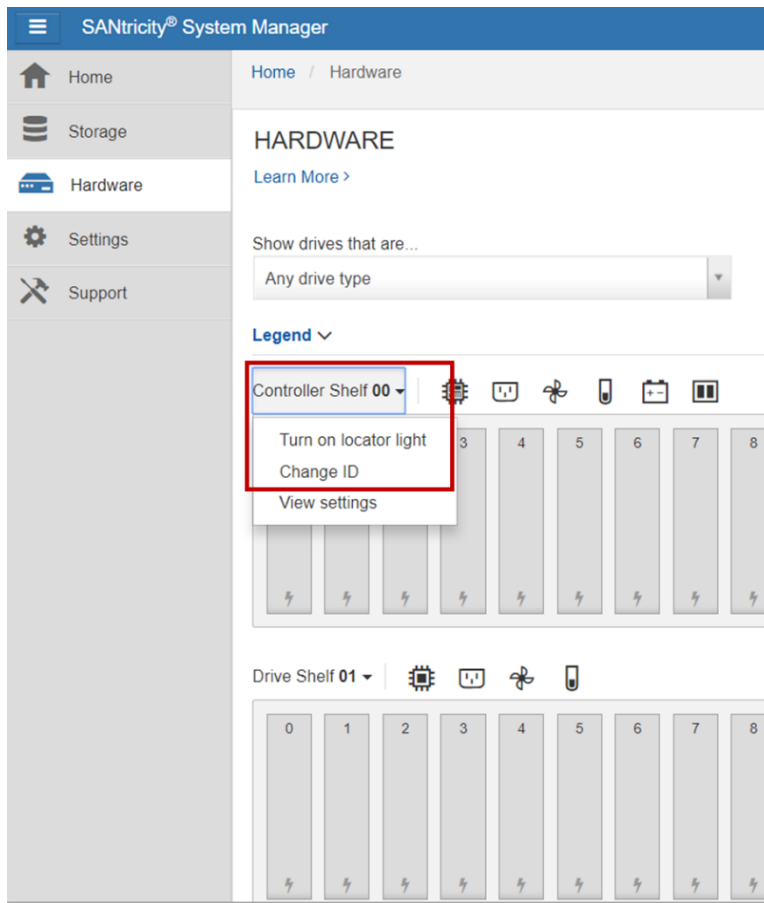 SANtricity® System Manager
Home
Home / Hardware
Storage
HARDWARE
Hardware
Learn More >
Settings
Show drives that are...
Any drive type
Support
Legend
Controller Shelf 00
Turn on locator light
Change ID
View settings
3 4 5 6 7 8
Drive Shelf 01
0 1 2 3 4 5 6 7 8